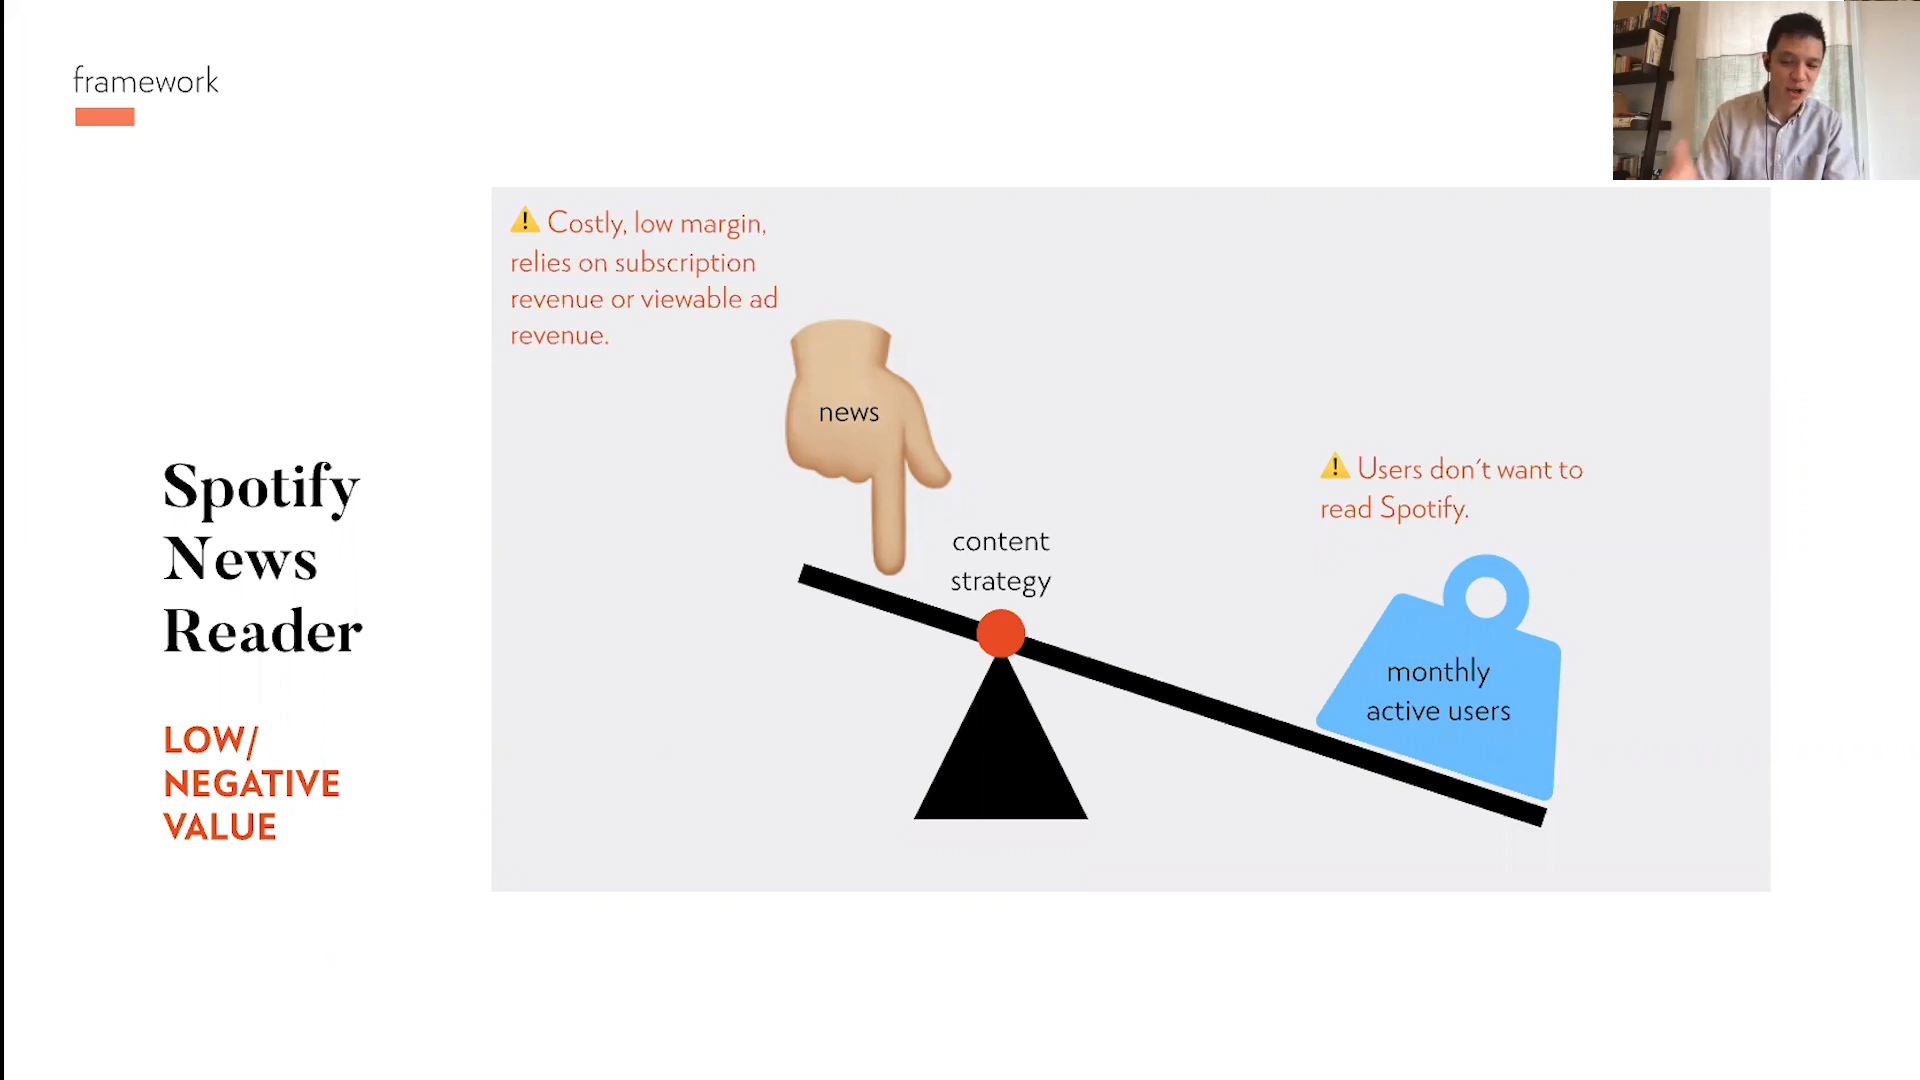 framework
Spotify
News
Reader
LOW/
NEGATIVE
VALUE
⚠️ Costly, low margin,
relies on subscription
revenue or viewable ad
revenue.
news
content
strategy
⚠️ Users don´t want to
read Spotify.
monthly
active users